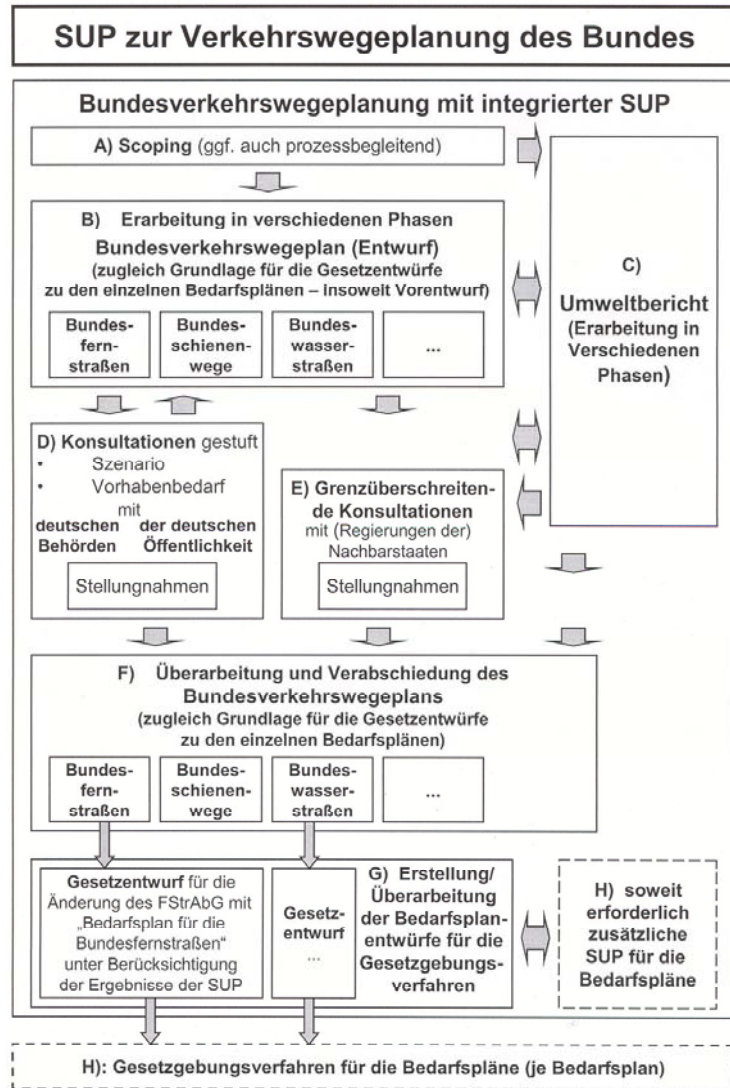 SUP zur Verkehrswegeplanung des Bundes
Bundesverkehrswegeplanung mit integrierter SUP
A) Scoping (ggf. auch prozessbegleitend)
B) Erarbeitung in verschiedenen Phasen
Bundesverkehrswegeplan (Entwurf)
(zugleich Grundlage für die Gesetzentwürfe
zu den einzelnen Bedarfsplänen – insoweit Vorentwurf)
Bundes-
fern-
straßen
Bundes-
schienen-
wege
Bundes-
wasser-
straßen
...
C)
Umweltbericht
(Erarbeitung in
Verschiedenen
Phasen)
D) Konsultationen gestuft
• Szenario
• Vorhabenbedarf
mit
deutschen der deutschen
Behörden Öffentlichkeit
Stellungnahmen
E) Grenzüberschreiten-
de Konsultationen
mit (Regierungen der)
Nachbarstaaten
Stellungnahmen
F) Überarbeitung und Verabschiedung des
Bundesverkehrswegeplans
(zugleich Grundlage für die Gesetzentwürfe
zu den einzelnen Bedarfsplänen)
Bundes-
fern-
straßen
Bundes-
schienen-
wege
Bundes-
wasser-
straßen
...
Gesetzentwurf für die
Änderung des FStrAbG mit
„Bedarfsplan für die
Bundesfernstraßen“
unter Berücksichtigung
der Ergebnisse der SUP
Gesetz-
entwurf
...
G) Erstellung/
Überarbeitung
der Bedarfsplan-
entwürfe für die
Gesetzgebungs-
verfahren
H) soweit
erforderlich
zusätzliche
SUP für die
Bedarfspläne
H): Gesetzgebungsverfahren für die Bedarfspläne (je Bedarfsplan)